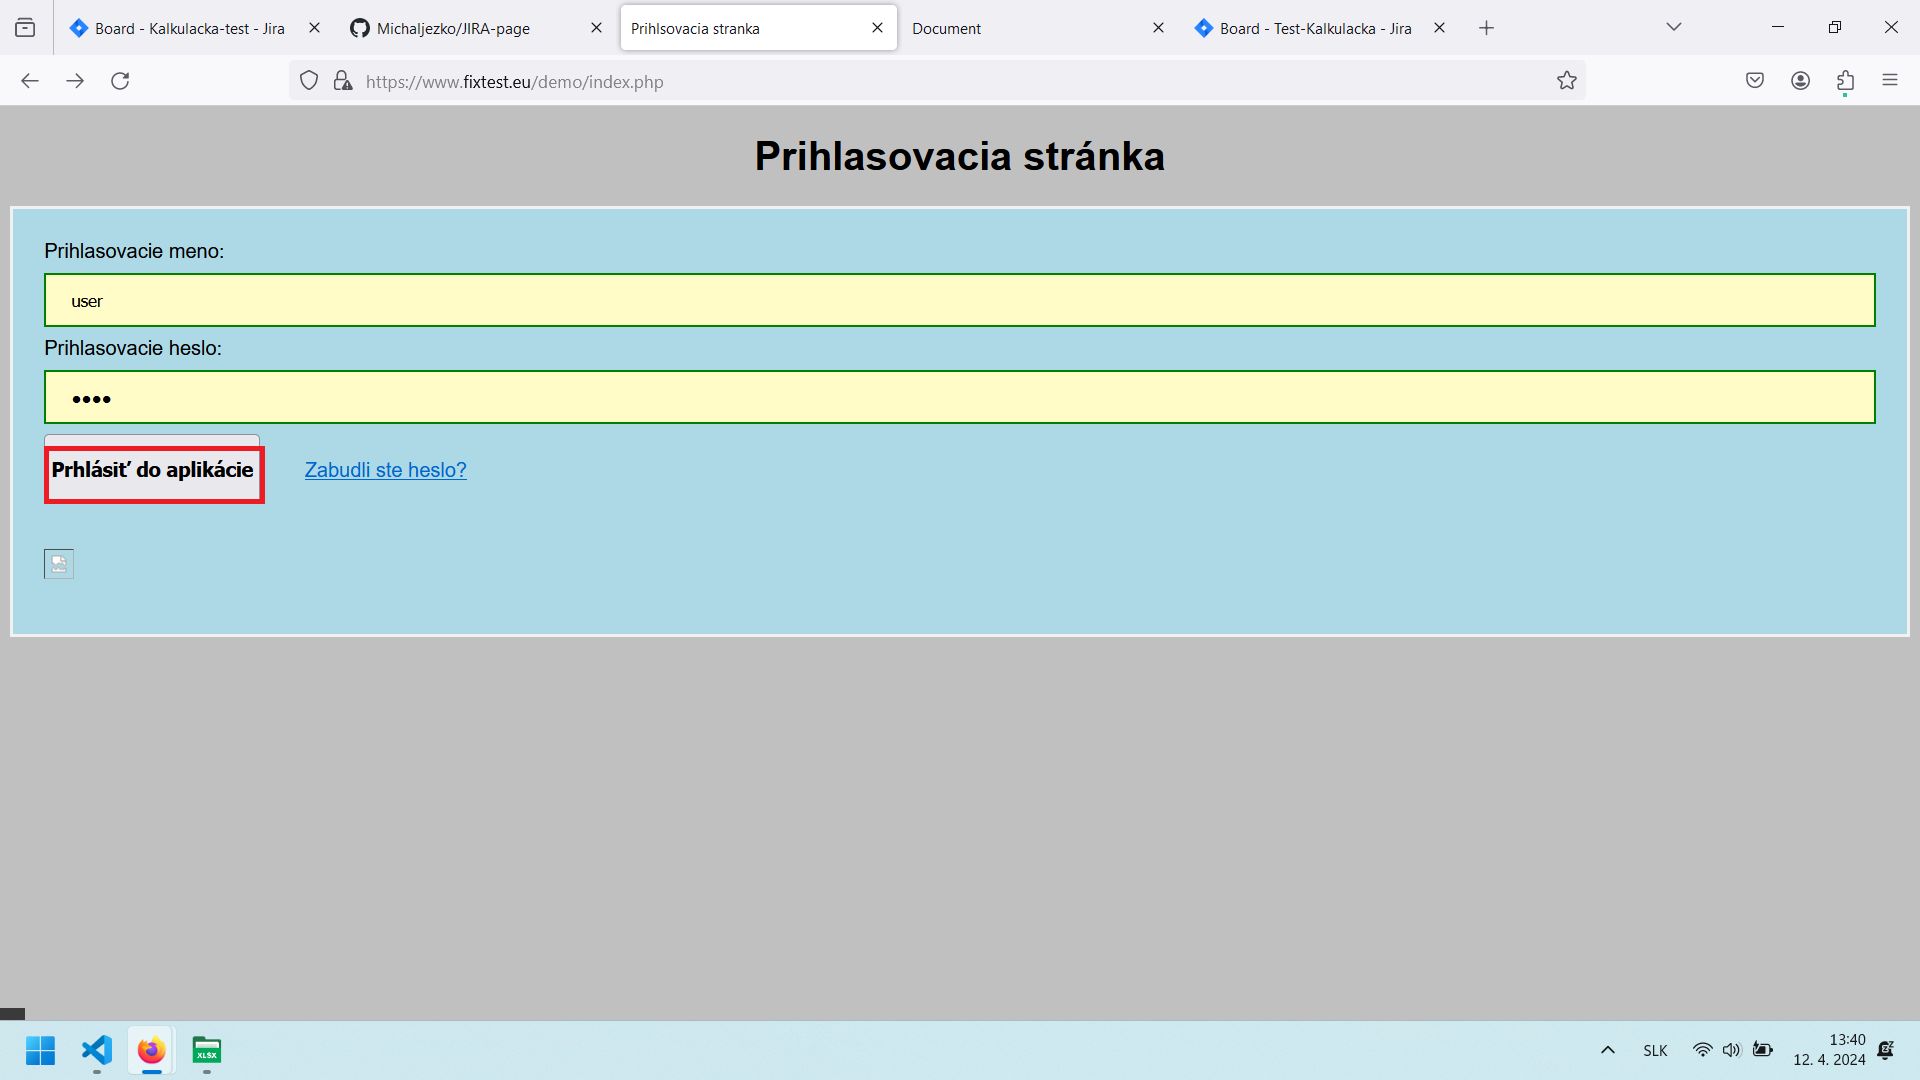 Board - Kalkulacka-test - Jira
Michaljezko/JIRA-page
Prihlsovacia stranka
Document
Board - Test-Kalkulacka - Jira
https://www.fixtest.eu/demo/index.php
Prihlasovacia stránka
Prihlasovacie meno:
user
Prihlasovacie heslo:
••••
Prhlásiť do aplikácie
Zabudli ste heslo?
XLSX
SLK
13:40
12. 4. 2024